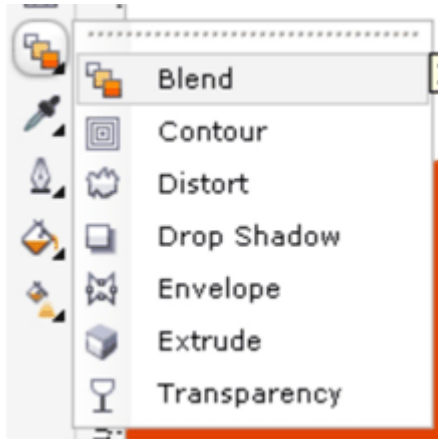 Blend
Contour
Distort
Drop Shadow
Envelope
Extrude
Transparency